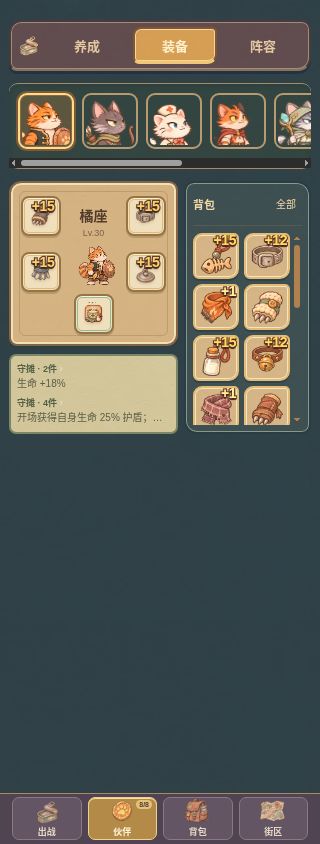 养成
装备
阵容
+15
橘座
Lv.30
+15
+15
+15
守摊 · 2件
生命 +18%
守摊 · 4件
开场获得自身生命 25% 护盾；...
背包
全部
+15
+12
+1
+15
+12
+1
出战
8/8
伙伴
背包
街区